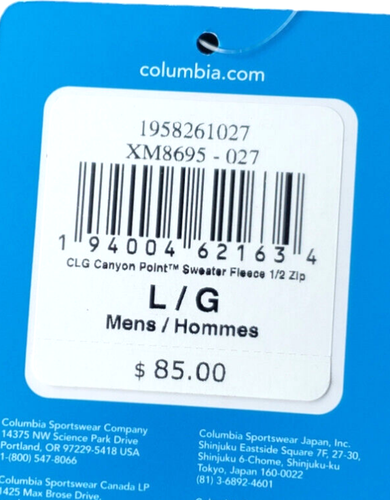 columbia.com
1958261027
XM8695 - 027
1 94004 62163 4
CLG Canyon Point™ Sweater Fleece 1/2 Zip
L / G
Mens / Hommes
$ 85.00
Columbia Sportswear Company
14375 NW Science Park Drive
Portland, OR 97229-5418 USA
1-(800) 547-8066
Columbia Sportswear Canada LP
1425 Max Brose Drive,
Columbia Sportswear Japan, Inc.
Shinjuku Eastside Square 7F, 27-30,
Shinjuku 6-Chome, Shinjuku-ku
Tokyo, Japan 160-0022
(81) 3-6892-4601